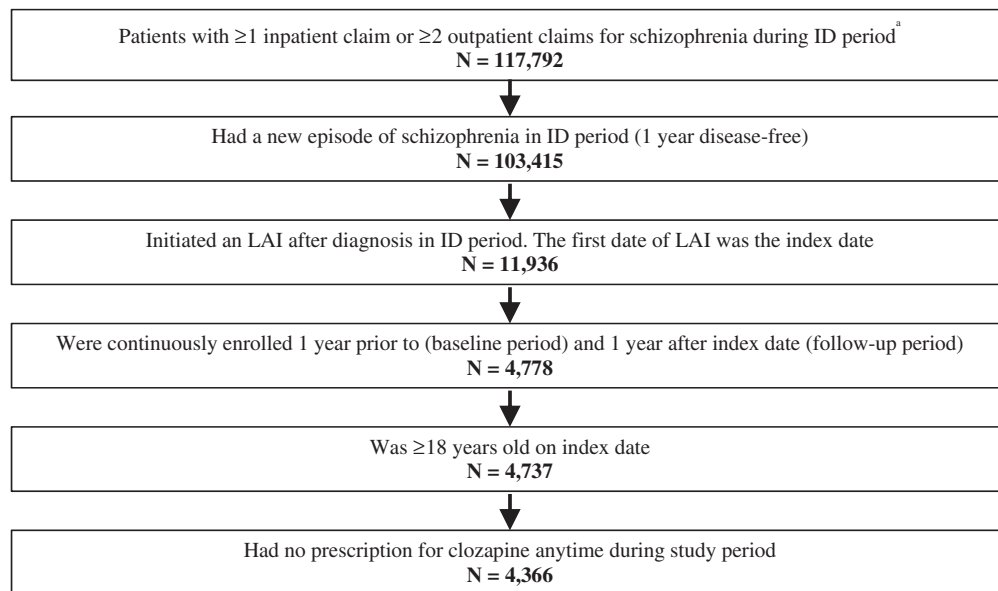 Patients with ≥1 inpatient claim or ≥2 outpatient claims for schizophrenia during ID periodᵃ
N = 117,792
Had a new episode of schizophrenia in ID period (1 year disease-free)
N = 103,415
Initiated an LAI after diagnosis in ID period. The first date of LAI was the index date
N = 11,936
Were continuously enrolled 1 year prior to (baseline period) and 1 year after index date (follow-up period)
N = 4,778
Was ≥18 years old on index date
N = 4,737
Had no prescription for clozapine anytime during study period
N = 4,366